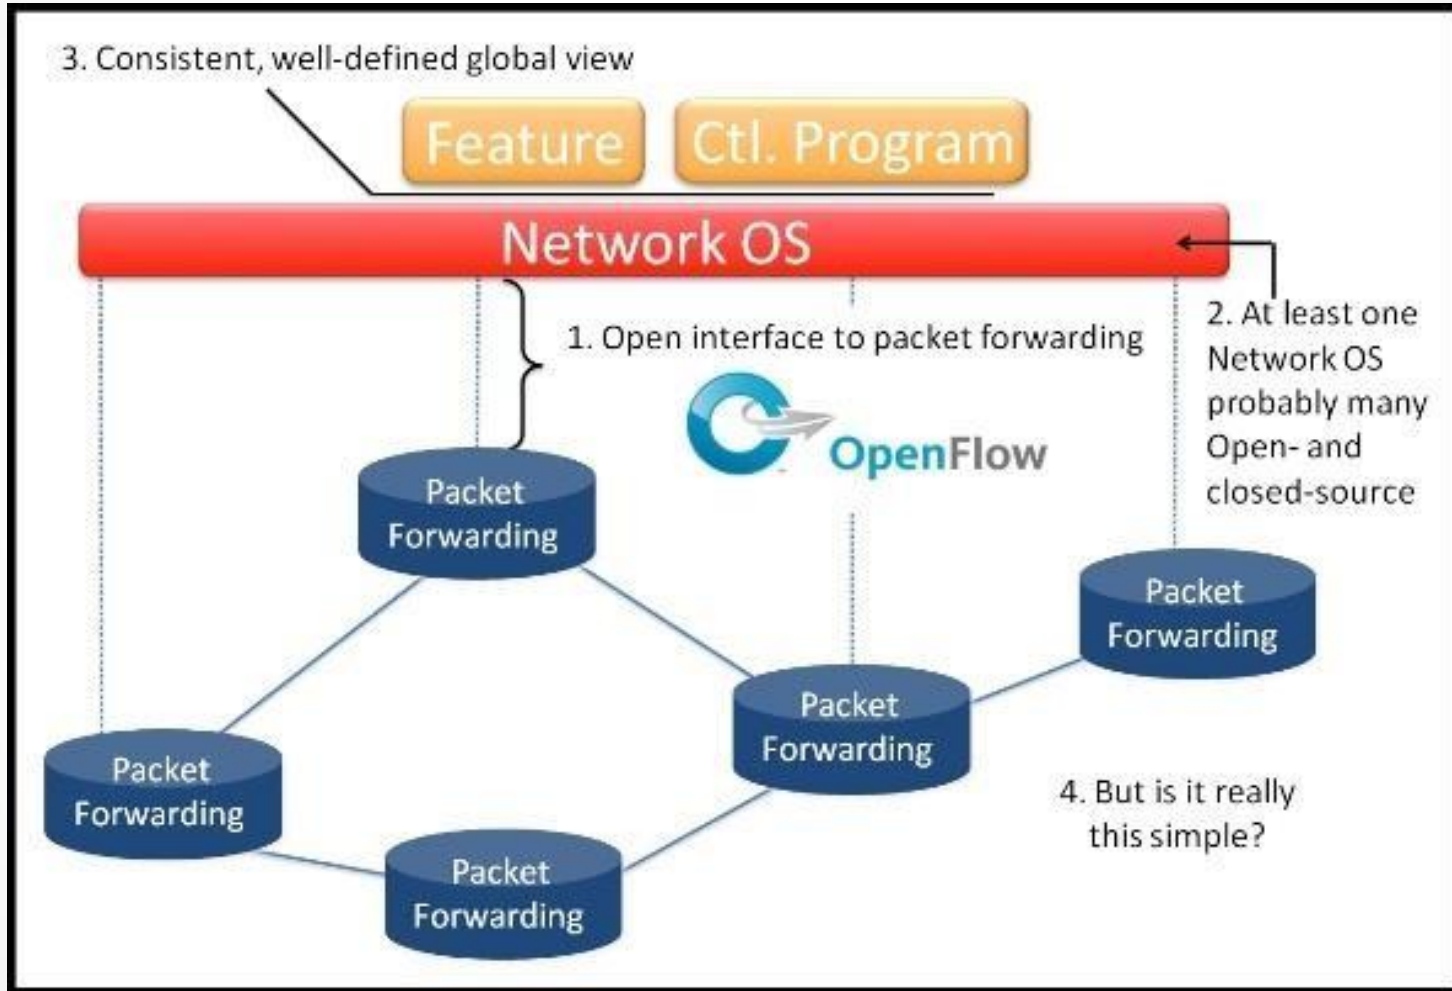 3. Consistent, well-defined global view
Feature
Ctl. Program
Network OS
1. Open interface to packet forwarding
2. At least one
Network OS
probably many
Open- and
closed-source
OpenFlow
Packet
Forwarding
Packet
Forwarding
Packet
Forwarding
Packet
Forwarding
4. But is it really
this simple?
Packet
Forwarding